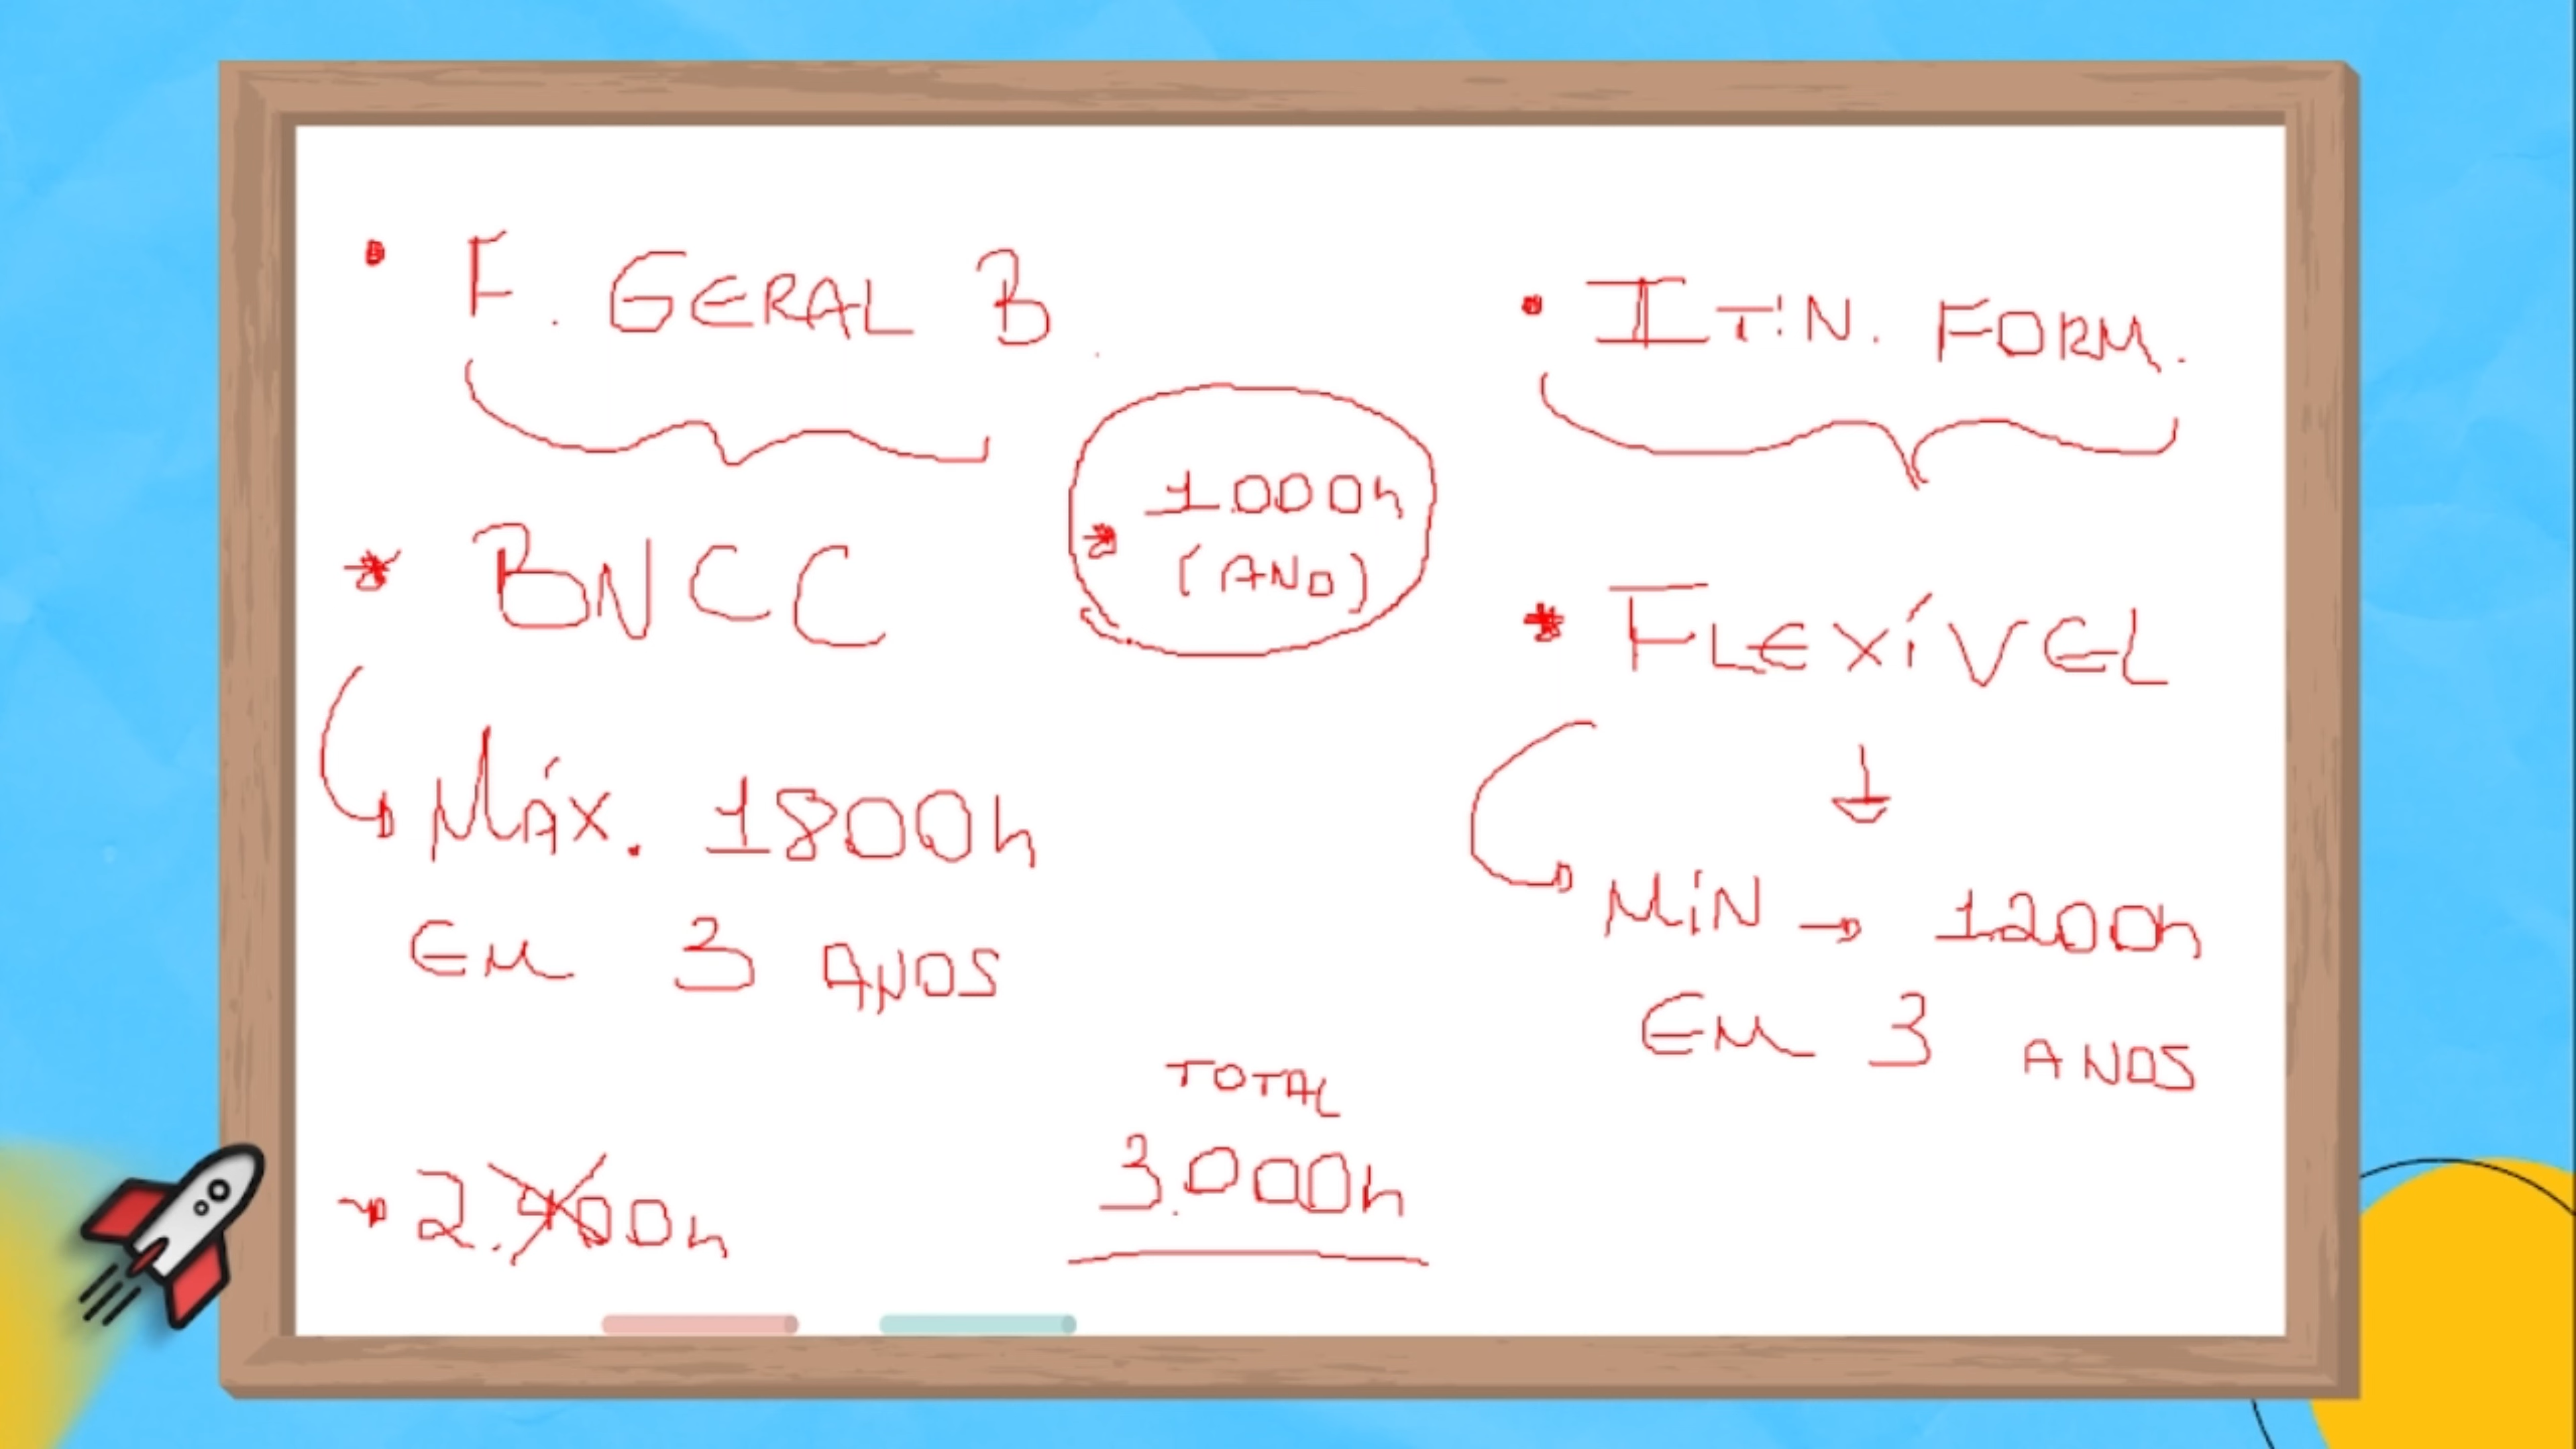 F. GERAL B.
BNCC
MÁX. 1800h
EM 3 ANOS
2.400h
1.000h
(ANO)
TOTAL
3.000h
ITIN. FORM.
FLEXÍVEL
MÍN → 1.200h
EM 3 ANOS